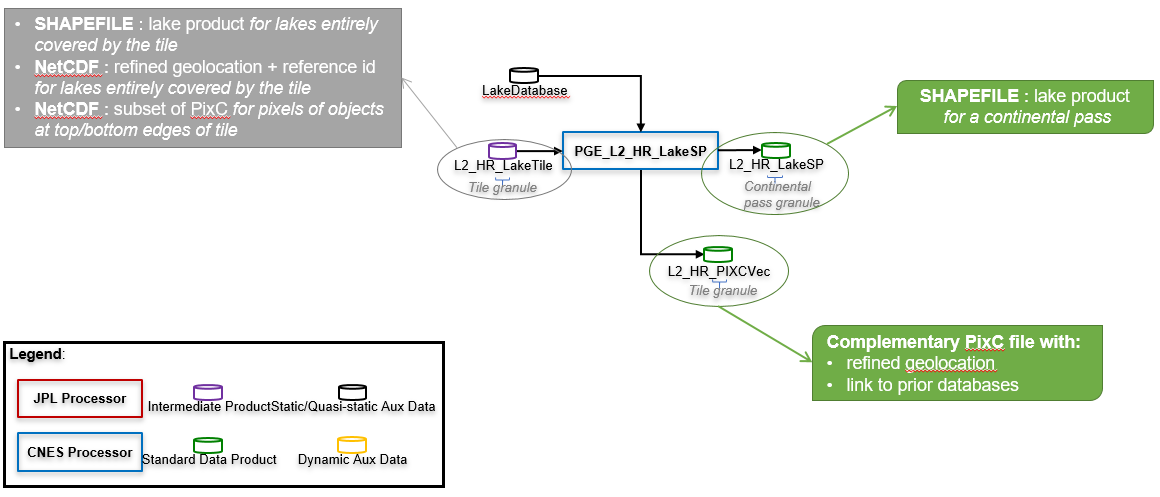 • SHAPEFILE : lake product for lakes entirely
covered by the tile
• NetCDF : refined geolocation + reference id
for lakes entirely covered by the tile
• NetCDF : subset of PixC for pixels of objects
at top/bottom edges of tile
LakeDatabase
SHAPEFILE : lake product
for a continental pass
PGE_L2_HR_LakeSP
L2_HR_LakeTile
Tile granule
L2_HR_LakeSP
Continental
pass granule
L2_HR_PIXCVec
Tile granule
Complementary PixC file with:
• refined geolocation
• link to prior databases
Legend:
JPL Processor
Intermediate Product
Static/Quasi-static Aux Data
CNES Processor
Standard Data Product
Dynamic Aux Data